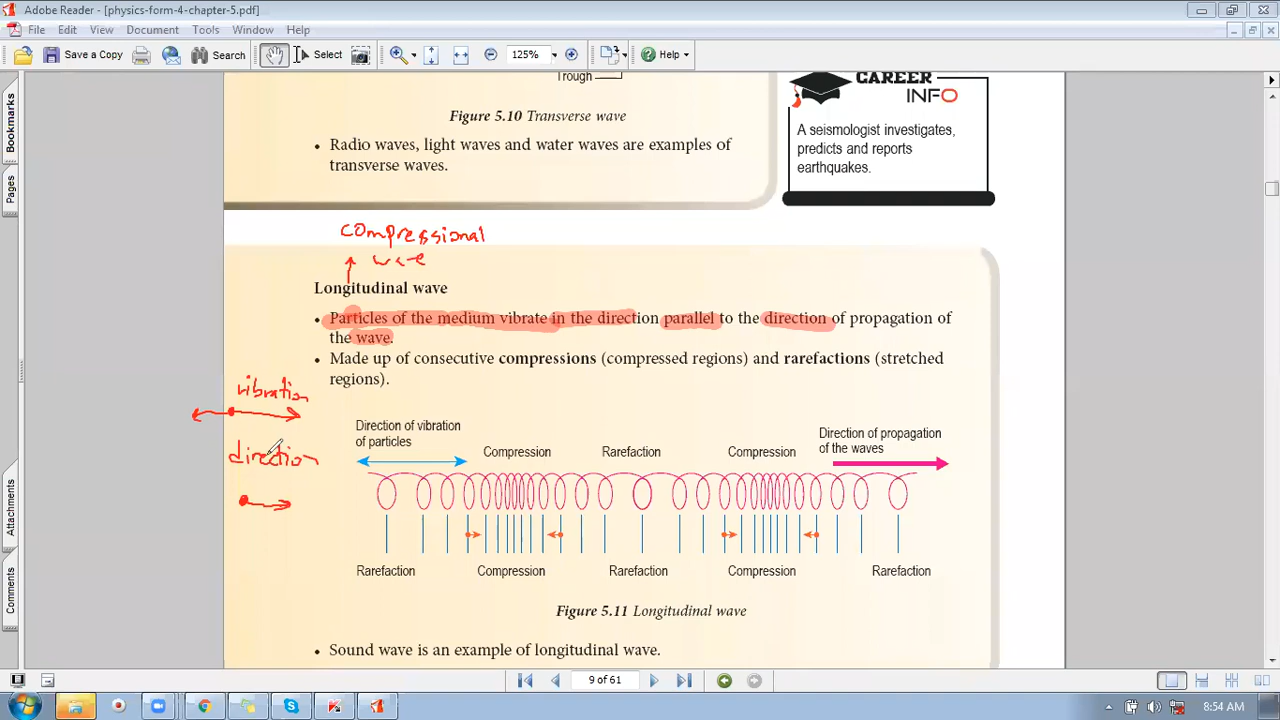 Adobe Reader - [physics-form-4-chapter-5.pdf]
File Edit View Document Tools Window Help
Save a Copy Search Select 125% Help
Bookmarks
Pages
Attachments
Comments
Trough
Figure 5.10 Transverse wave
• Radio waves, light waves and water waves are examples of
transverse waves.
CAREER
INFO
A seismologist investigates,
predicts and reports
earthquakes.
compressional
wave
Longitudinal wave
• Particles of the medium vibrate in the direction parallel to the direction of propagation of
the wave.
• Made up of consecutive compressions (compressed regions) and rarefactions (stretched
regions).
vibration
direction
Direction of vibration
of particles
Compression
Rarefaction
Compression
Direction of propagation
of the waves
Rarefaction Compression Rarefaction Compression Rarefaction
Figure 5.11 Longitudinal wave
• Sound wave is an example of longitudinal wave.
9 of 61
8:54 AM